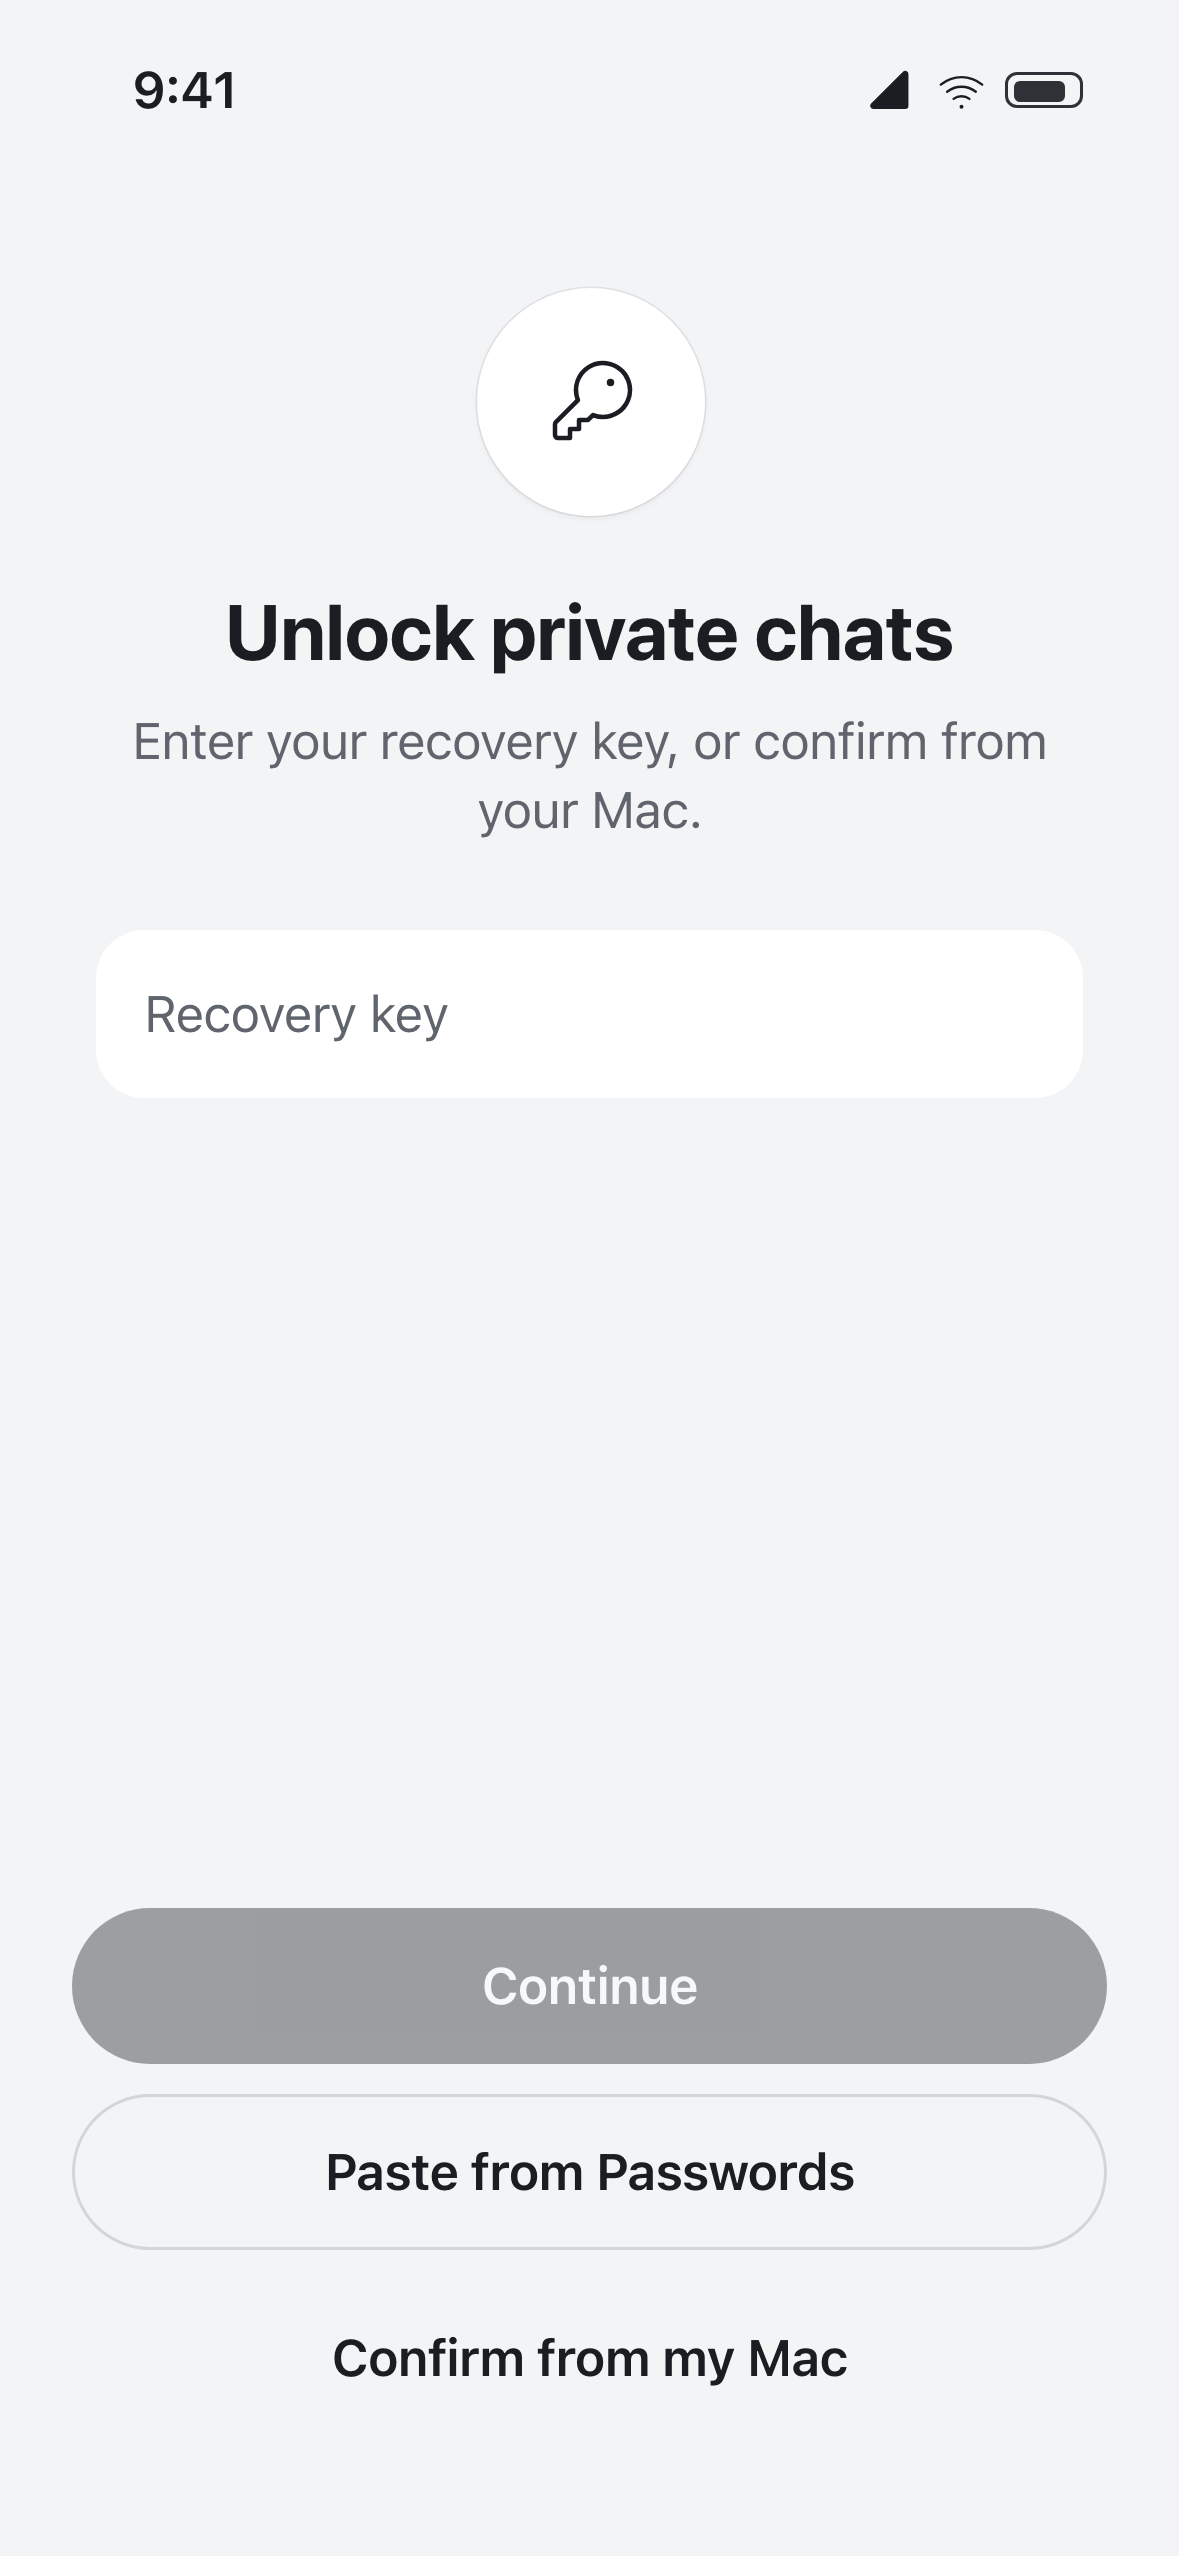 9:41
Unlock private chats
Enter your recovery key, or confirm from
your Mac.
Recovery key
Continue
Paste from Passwords
Confirm from my Mac